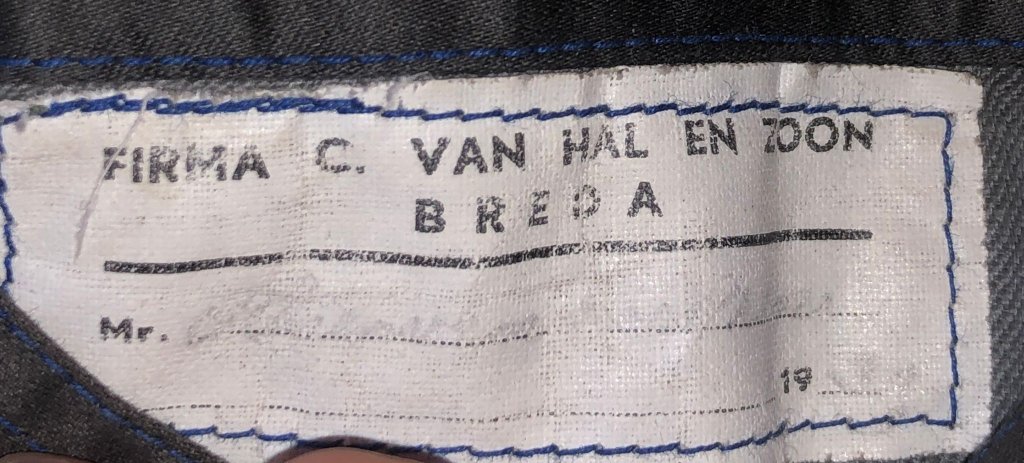 FIRMA C. VAN HAL EN ZOON
BREDA
Mr.
19